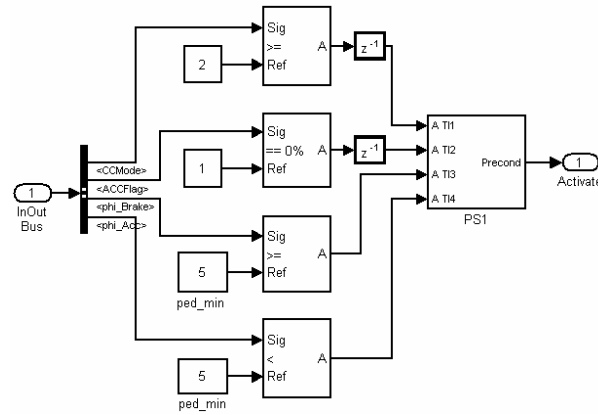 Sig
>=
Ref
A
2
z -1
Sig
== 0%
Ref
A
1
z -1
A TI1
A TI2
A TI3
A TI4
Precond
PS1
1
Activate
1
InOut
Bus
<CCMode>
<ACCFlag>
<phi_Brake>
<phi_Acc>
Sig
>=
Ref
A
5
ped_min
Sig
<
Ref
A
5
ped_min